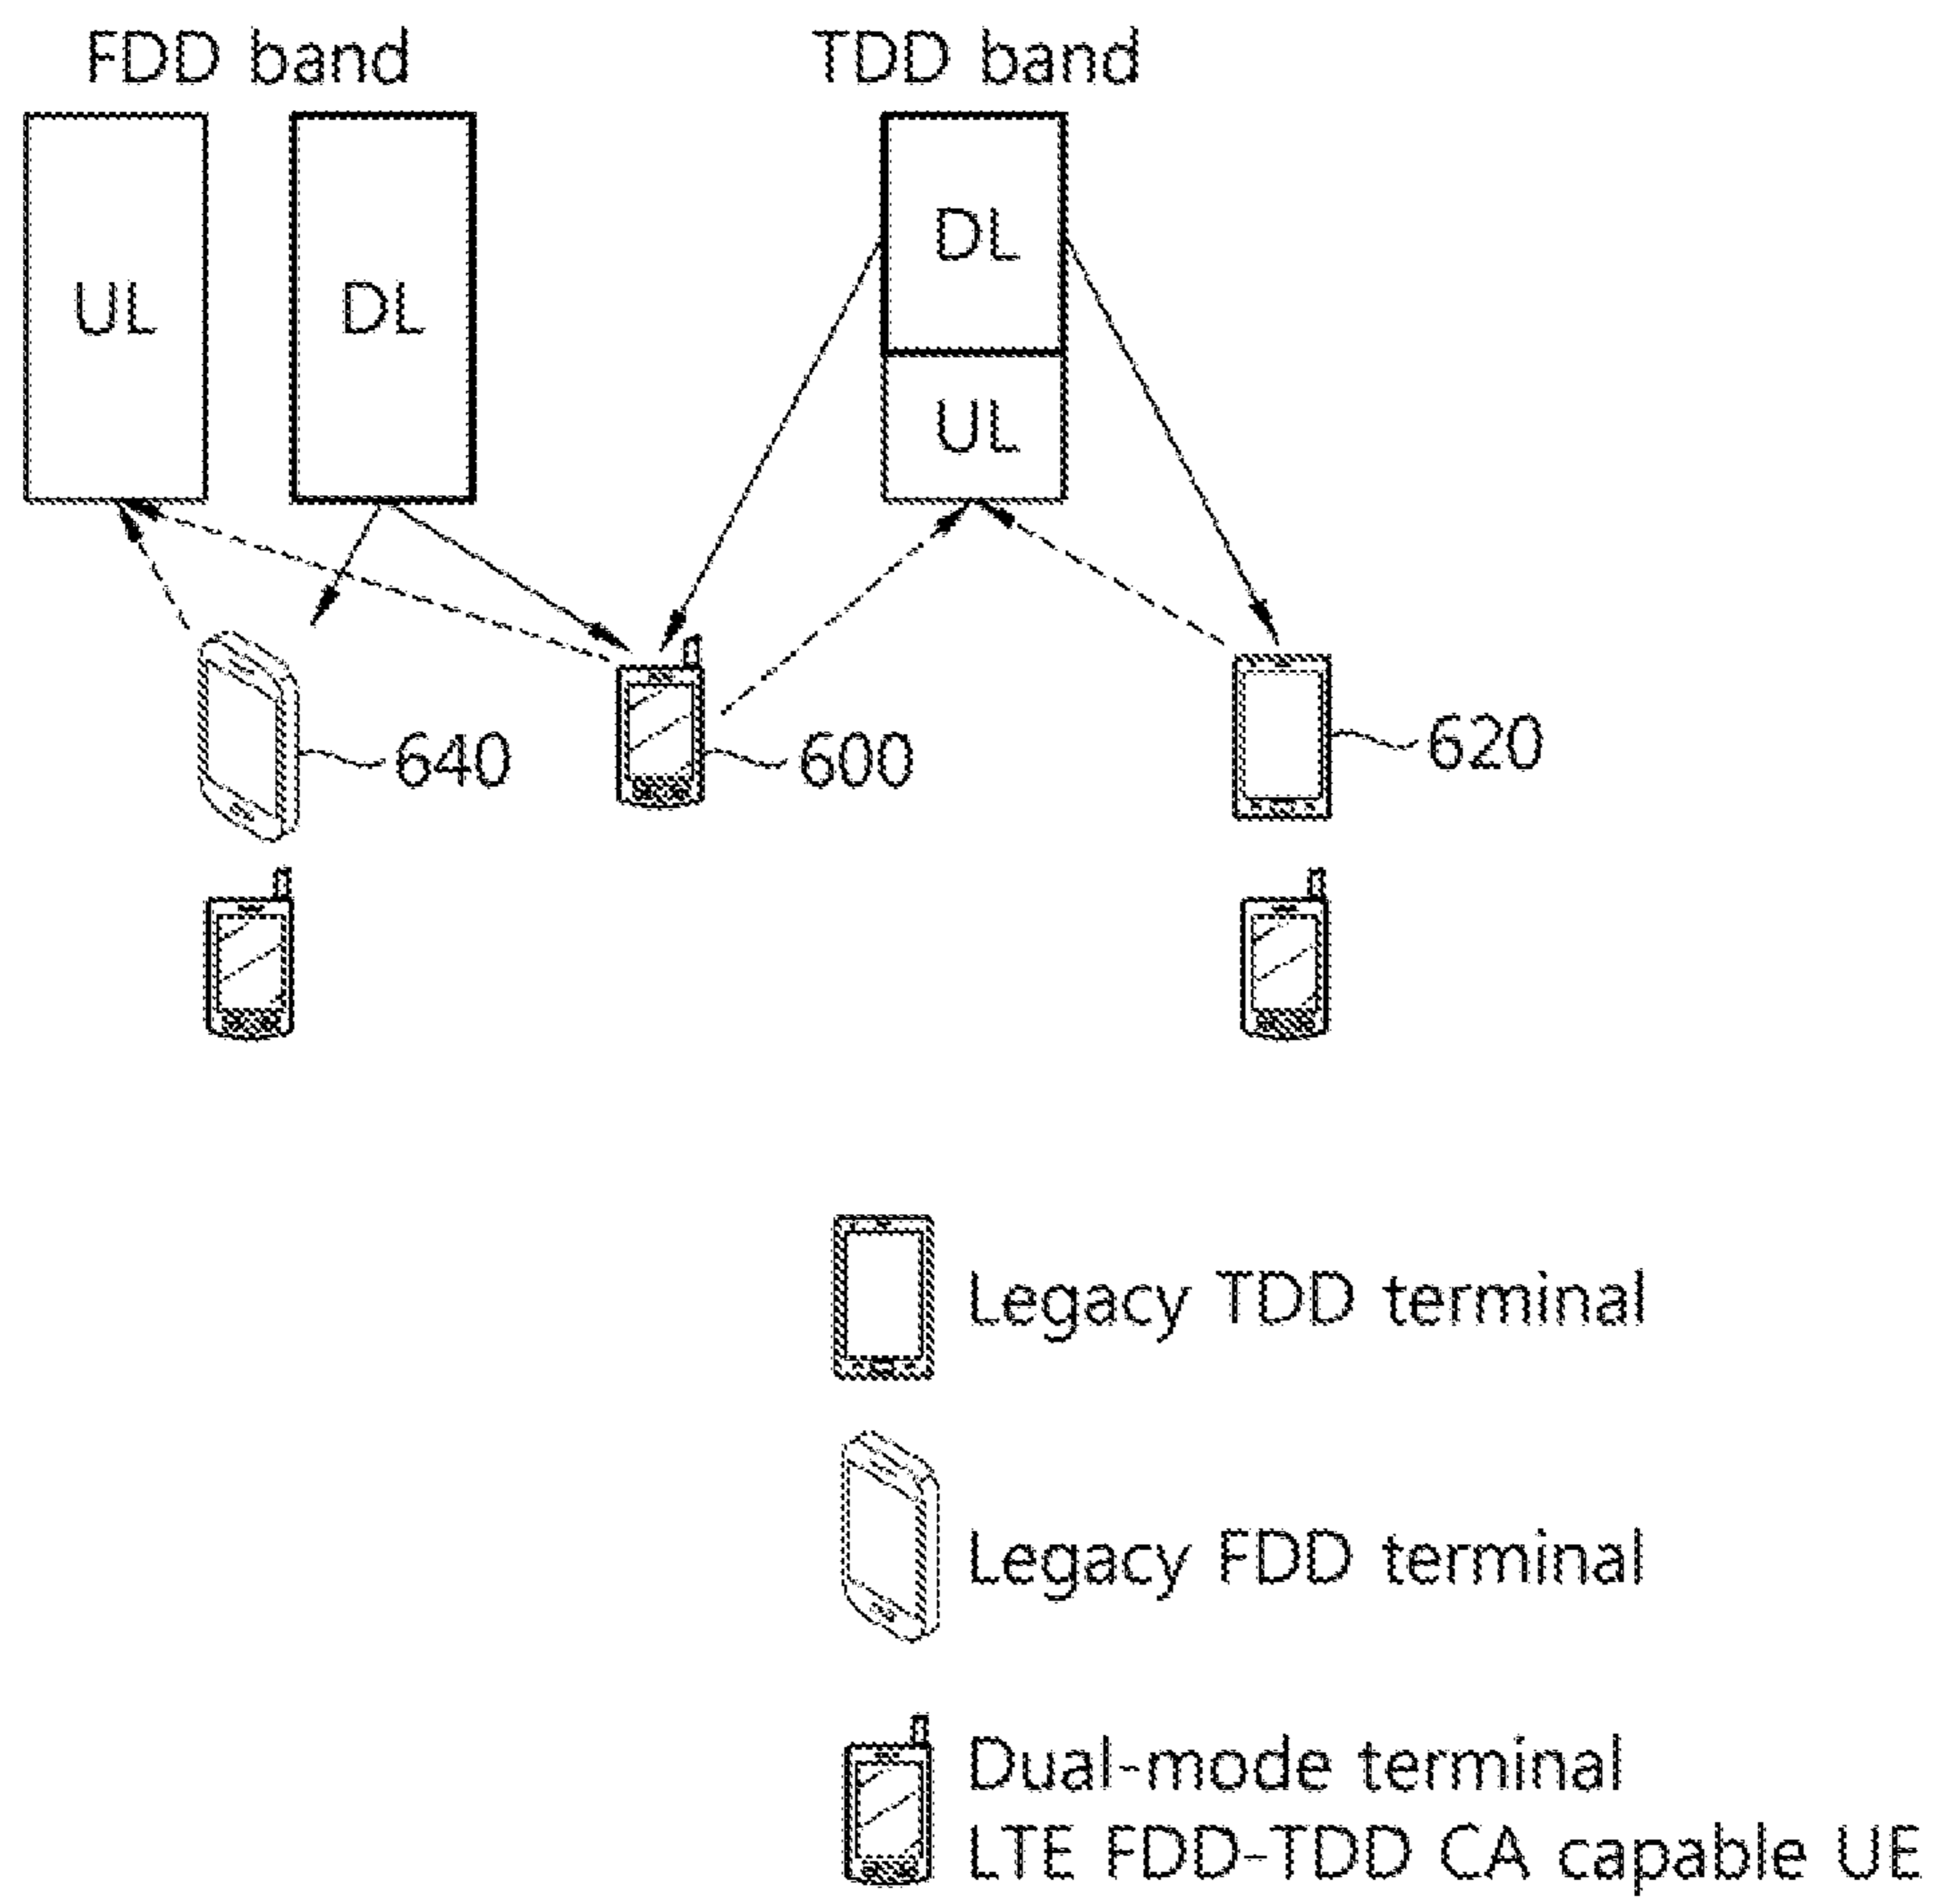 FDD band
TDD band
UL
DL
DL
UL
640
600
620
Legacy TDD terminal
Legacy FDD terminal
Dual-mode terminal
LTE FDD-TDD CA capable UE